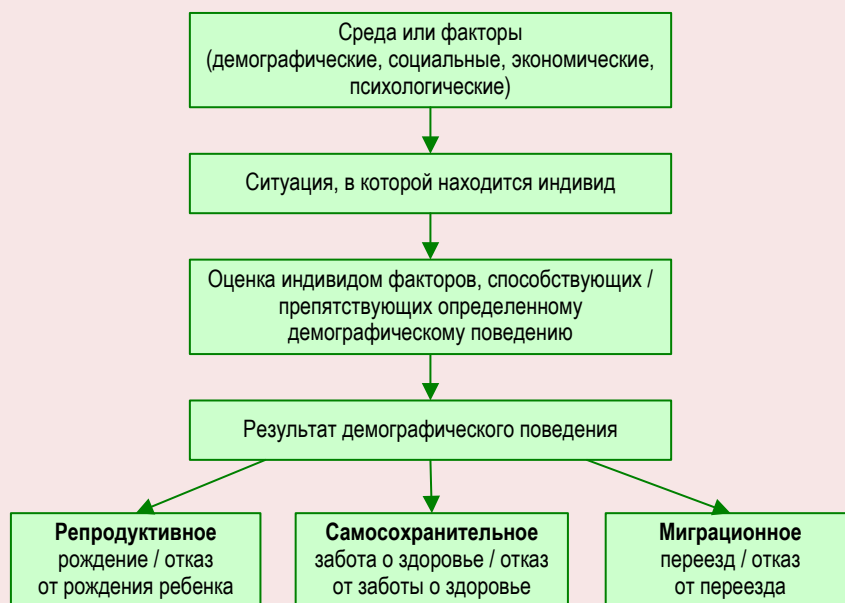 Среда или факторы
(демографические, социальные, экономические,
психологические)
Ситуация, в которой находится индивид
Оценка индивидом факторов, способствующих /
препятствующих определенному
демографическому поведению
Результат демографического поведения
Репродуктивное
рождение / отказ
от рождения ребенка
Самосохранительное
забота о здоровье / отказ
от заботы о здоровье
Миграционное
переезд / отказ
от переезда